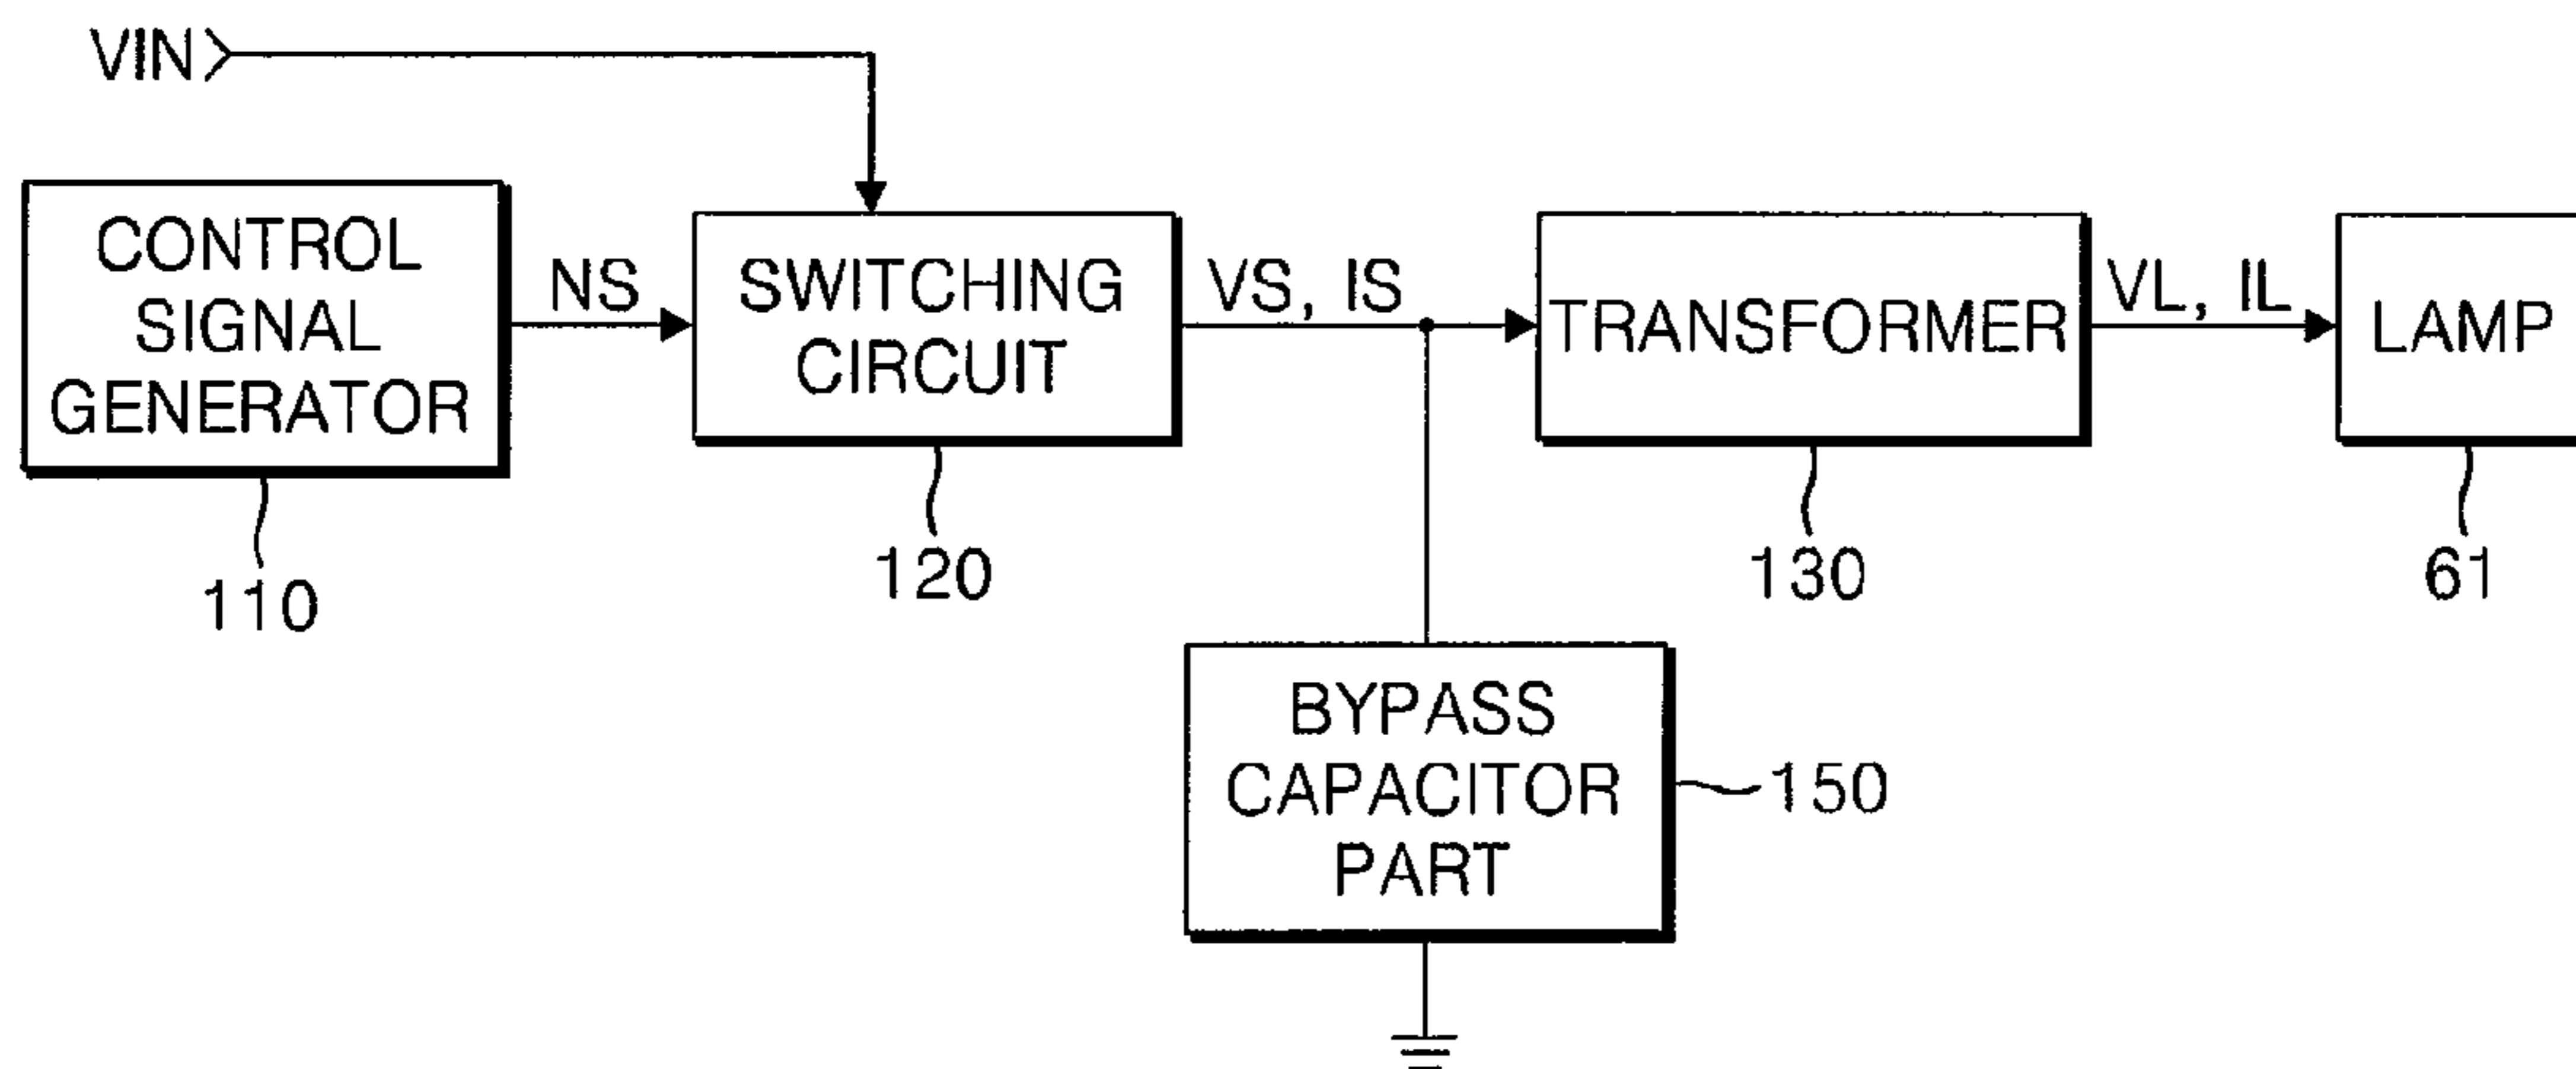 VIN
CONTROL
SIGNAL
GENERATOR
NS
SWITCHING
CIRCUIT
VS, IS
TRANSFORMER
VL, IL
LAMP
110
120
130
61
BYPASS
CAPACITOR
PART
150